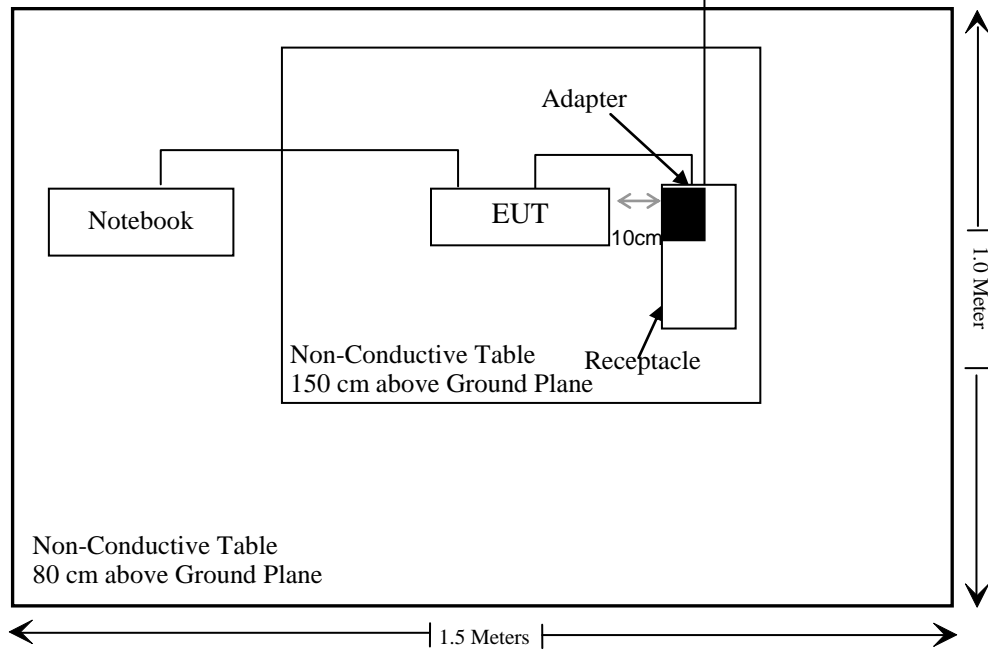 Adapter
Notebook
EUT
10cm
1.0 Meter
Non-Conductive Table
150 cm above Ground Plane
Receptacle
Non-Conductive Table
80 cm above Ground Plane
1.5 Meters